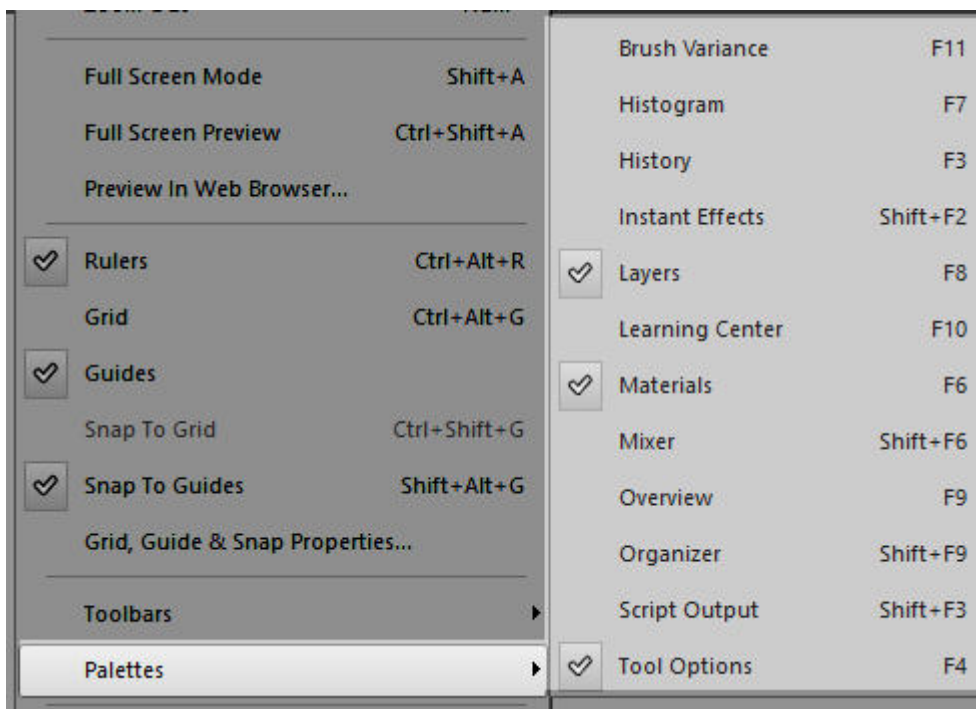 Full Screen Mode Shift+A
Full Screen Preview Ctrl+Shift+A
Preview In Web Browser...
Rulers Ctrl+Alt+R
Grid Ctrl+Alt+G
Guides
Snap To Grid Ctrl+Shift+G
Snap To Guides Shift+Alt+G
Grid, Guide & Snap Properties...
Toolbars
Palettes
Brush Variance F11
Histogram F7
History F3
Instant Effects Shift+F2
Layers F8
Learning Center F10
Materials F6
Mixer Shift+F6
Overview F9
Organizer Shift+F9
Script Output Shift+F3
Tool Options F4